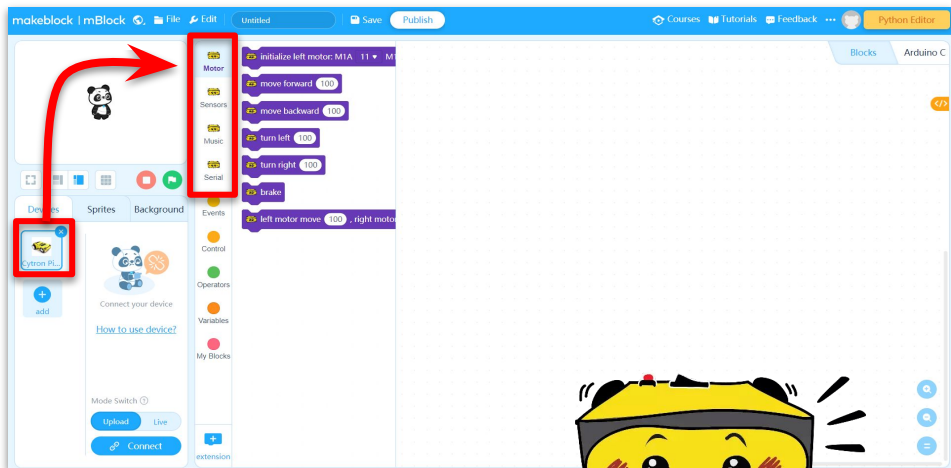 makeblock | mBlock File Edit Untitled Save Publish Courses Tutorials Feedback ... Python Editor
Blocks Arduino C
Motor
Sensors
Music
Serial
Events
Control
Operators
Variables
My Blocks
extension
initialize left motor: M1A 11 M1
move forward 100
move backward 100
turn left 100
turn right 100
brake
left motor move 100 , right moto
Devices Sprites Background
Cytron Pi...
add
Connect your device
How to use device?
Mode Switch
Upload Live
Connect